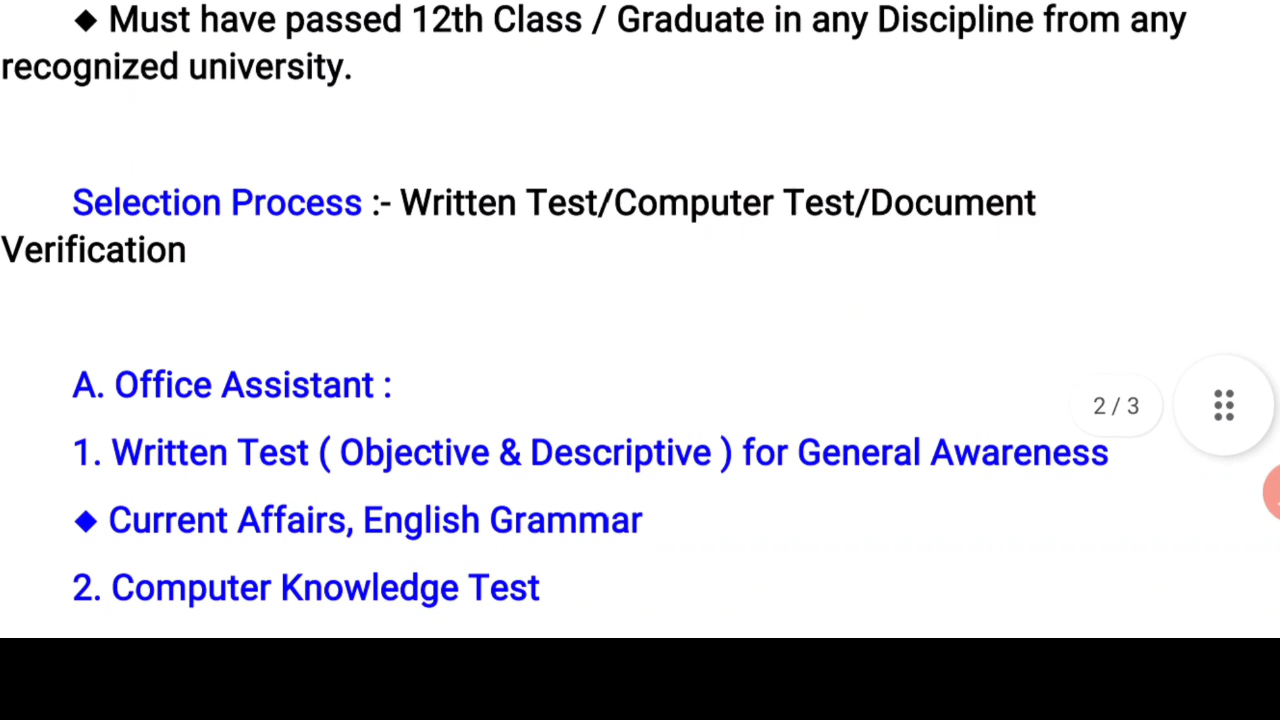 ◆ Must have passed 12th Class / Graduate in any Discipline from any
recognized university.
Selection Process :- Written Test/Computer Test/Document
Verification
A. Office Assistant :
2 / 3
1. Written Test ( Objective & Descriptive ) for General Awareness
◆ Current Affairs, English Grammar
2. Computer Knowledge Test